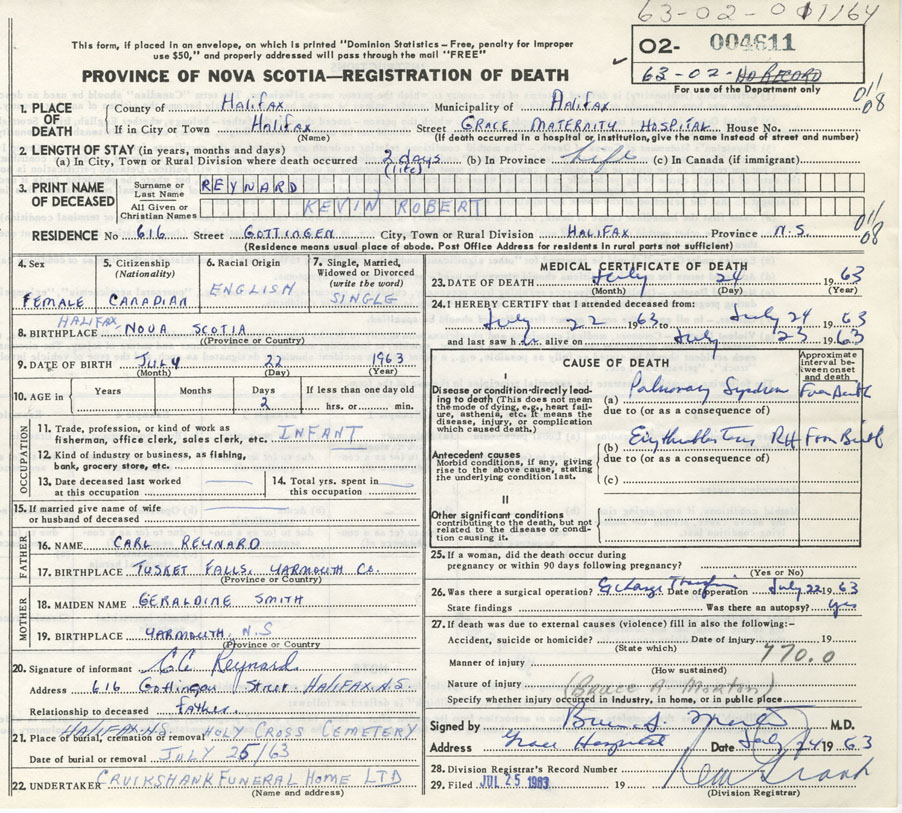 63-02-001164
This form, if placed in an envelope, on which is printed "Dominion Statistics – Free, penalty for improper
use $50," and properly addressed will pass through the mail "FREE"
02- 004611
PROVINCE OF NOVA SCOTIA—REGISTRATION OF DEATH
63-02-NO RECORD
For use of the Department only
1. PLACE OF DEATH
County of Halifax Municipality of Halifax
If in City or Town Halifax Street GRACE MATERNITY HOSPITAL House No.
(Name) (If death occurred in hospital or institution, give the name instead of street and number)
01/08
2. LENGTH OF STAY (in years, months and days)
(a) In City, Town or Rural Division where death occurred 2 days (b) In Province Life (c) In Canada (if immigrant)
(life)
3. PRINT NAME OF DECEASED
Surname or Last Name REYNARD
All Given or Christian Names KEVIN ROBERT
RESIDENCE No 616 Street GOTTINGEN City, Town or Rural Division HALIFAX Province N.S.
01/08
(Residence means usual place of abode. Post Office Address for residents in rural parts not sufficient)
4. Sex FEMALE
5. Citizenship (Nationality) CANADIAN
6. Racial Origin ENGLISH
7. Single, Married, Widowed or Divorced (write the word) SINGLE
HALIFAX
8. BIRTHPLACE NOVA SCOTIA
(Province or Country)
9. DATE OF BIRTH JULY 22 1963
(Month) (Day) (Year)
10. AGE in Years Months Days 2 If less than one day old
hrs. or min.
OCCUPATION
11. Trade, profession, or kind of work as
fisherman, office clerk, sales clerk, etc. INFANT
12. Kind of industry or business, as fishing,
bank, grocery store, etc.
13. Date deceased last worked
at this occupation
14. Total yrs. spent in
this occupation
15. If married give name of wife
or husband of deceased
FATHER
16. NAME CARL REYNARD
17. BIRTHPLACE TUSKET FALLS, YARMOUTH Co.
(Province or Country)
MOTHER
18. MAIDEN NAME GERALDINE SMITH
19. BIRTHPLACE YARMOUTH, N.S
(Province or Country)
20. Signature of informant C.C. Reynard
Address 616 Gottingen Street HALIFAX N.S.
Relationship to deceased Father.
HALIFAX N.S.
21. Place of burial, cremation or removal HOLY CROSS CEMETERY
Date of burial or removal JULY 25/63
22. UNDERTAKER CRUIKSHANK FUNERAL HOME LTD
(Name and address)
MEDICAL CERTIFICATE OF DEATH
23. DATE OF DEATH July 24 1963
(Month) (Day) (Year)
24. I HEREBY CERTIFY that I attended deceased from:
July 22 1963 to July 24 1963
and last saw h alive on July 23 1963
CAUSE OF DEATH
Approximate interval between onset and death
I
Disease or condition directly leading to death (This does not mean the mode of dying, e.g., heart failure, asthenia, etc. It means the disease, injury, or complication which caused death.)
(a) Pulmonary From Birth
due to (or as a consequence of)
Antecedent causes
Morbid conditions, if any, giving rise to the above cause, stating the underlying condition last.
(b) Erythroblastosis RH From Birth
due to (or as a consequence of)
(c)
II
Other significant conditions
contributing to the death, but not related to the disease or condition causing it.
25. If a woman, did the death occur during
pregnancy or within 90 days following pregnancy?
(Yes or No)
26. Was there a surgical operation? Exchange Transfusion Date of operation July 22 1963
State findings Was there an autopsy? yes
27. If death was due to external causes (violence) fill in also the following:–
Accident, suicide or homicide? Date of injury 19
(State which)
770.0
Manner of injury
(How sustained)
Nature of injury (Bruce A. Morton)
Specify whether injury occurred in industry, in home, or in public place
Signed by M.D.
Address Grace Hospital Date July 24 1963
28. Division Registrar's Record Number
29. Filed JUL 25 1963 19
(Division Registrar)